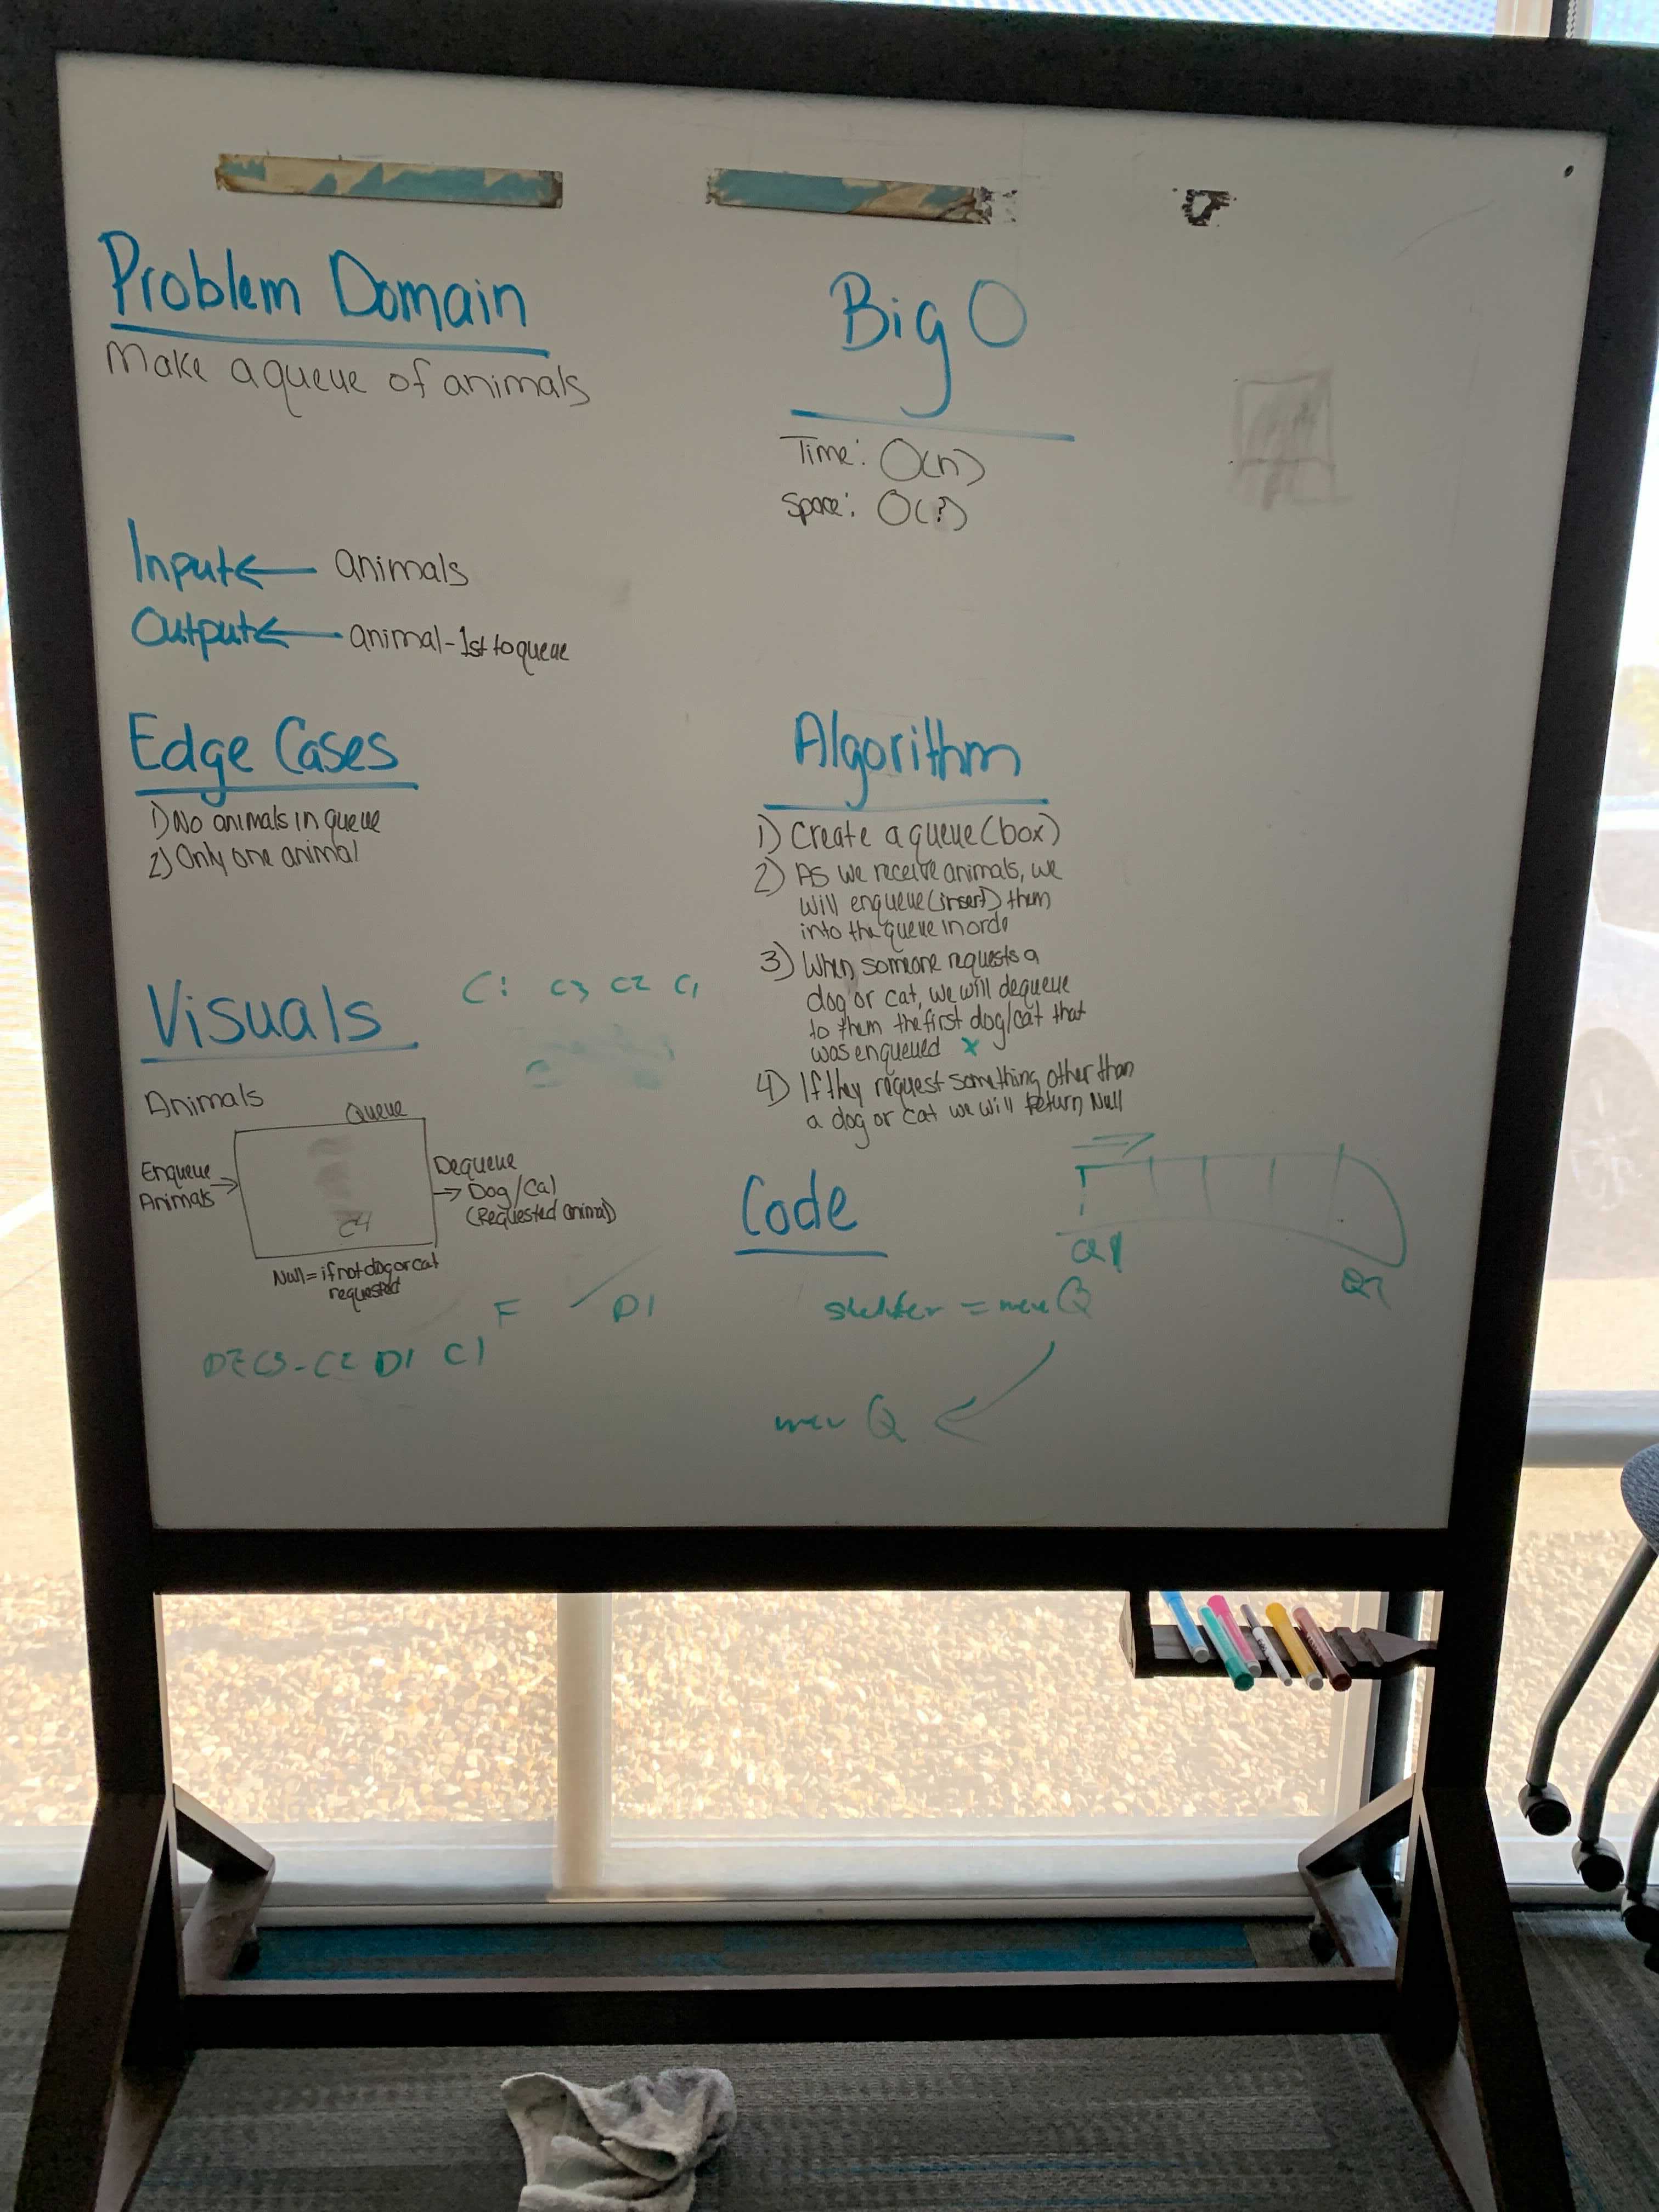 Problem Domain
Make a queue of animals
Input ← animals
Output ← animal - 1st to queue
Edge Cases
1) No animals in queue
2) Only one animal
Visuals
C: C3 C2 C1
Animals
Queue
Enqueue
Animals →
C4
Dequeue
→ Dog/Cat
(Requested animal)
Null = if not dog or cat
requested
F D1
C2 D1 C1
Big O
Time: O(n)
Space: O(?)
Algorithm
1) Create a queue (box)
2) As we receive animals, we
will enqueue (insert) them
into the queue in orde
3) When someone requests a
dog or cat, we will dequeue
to them the first dog/cat that
was enqueued x
4) If they request something other than
a dog or cat we will return Null
Code
Q1
shelter = new Q
new Q